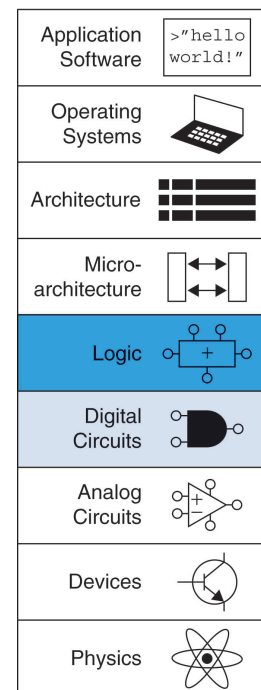 Application
Software
>"hello
world!"
Operating
Systems
Architecture
Micro-
architecture
Logic
+
Digital
Circuits
Analog
Circuits
+
−
Devices
Physics